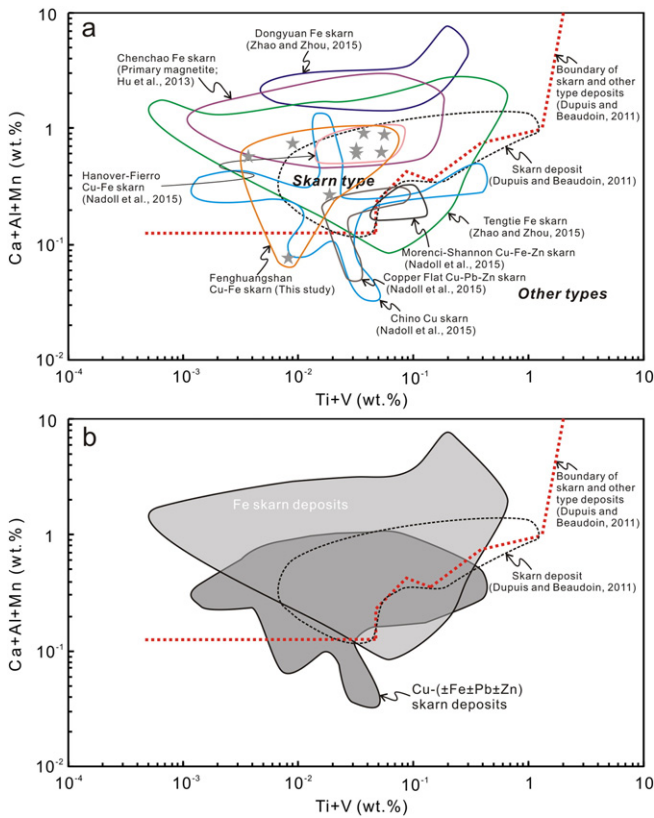 a
Dongyuan Fe skarn
(Zhao and Zhou, 2015)
Chenchao Fe skarn
(Primary magnetite;
Hu et al., 2013)
Boundary of
skarn and other
type deposits
(Dupuis and
Beaudoin, 2011)
Hanover-Fierro
Cu-Fe skarn
(Nadoll et al., 2015)
Skarn type
Skarn deposit
(Dupuis and Beaudoin, 2011)
Tengtie Fe skarn
(Zhao and Zhou, 2015)
Morenci-Shannon Cu-Fe-Zn skarn
(Nadoll et al., 2015)
Fenghuangshan
Cu-Fe skarn (This study)
Copper Flat Cu-Pb-Zn skarn
(Nadoll et al., 2015)
Other types
Chino Cu skarn
(Nadoll et al., 2015)
Ca+Al+Mn (wt.%)
10
1
10-1
10-2
10-4
10-3
10-2
10-1
1
10
Ti+V (wt.%)
b
Fe skarn deposits
Boundary of
skarn and other
type deposits
(Dupuis and
Beaudoin, 2011)
Skarn deposit
(Dupuis and Beaudoin, 2011)
Cu-(±Fe±Pb±Zn)
skarn deposits
Ca+Al+Mn (wt.%)
10
1
10-1
10-2
10-4
10-3
10-2
10-1
1
10
Ti+V (wt.%)